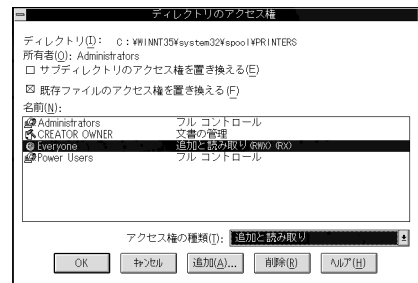 ディレクトリのアクセス権
ディレクトリ(I): C:¥WINNT35¥system32¥spool¥PRINTERS
所有者(O): Administrators
サブディレクトリのアクセス権を置き換える(E)
既存ファイルのアクセス権を置き換える(F)
名前(N):
Administrators フル コントロール
CREATOR OWNER 文書の管理
Everyone 追加と読み取り (RWX) (RX)
Power Users フル コントロール
アクセス権の種類(T): 追加と読み取り
OK キャンセル 追加(A)... 削除(R) ヘルプ(H)